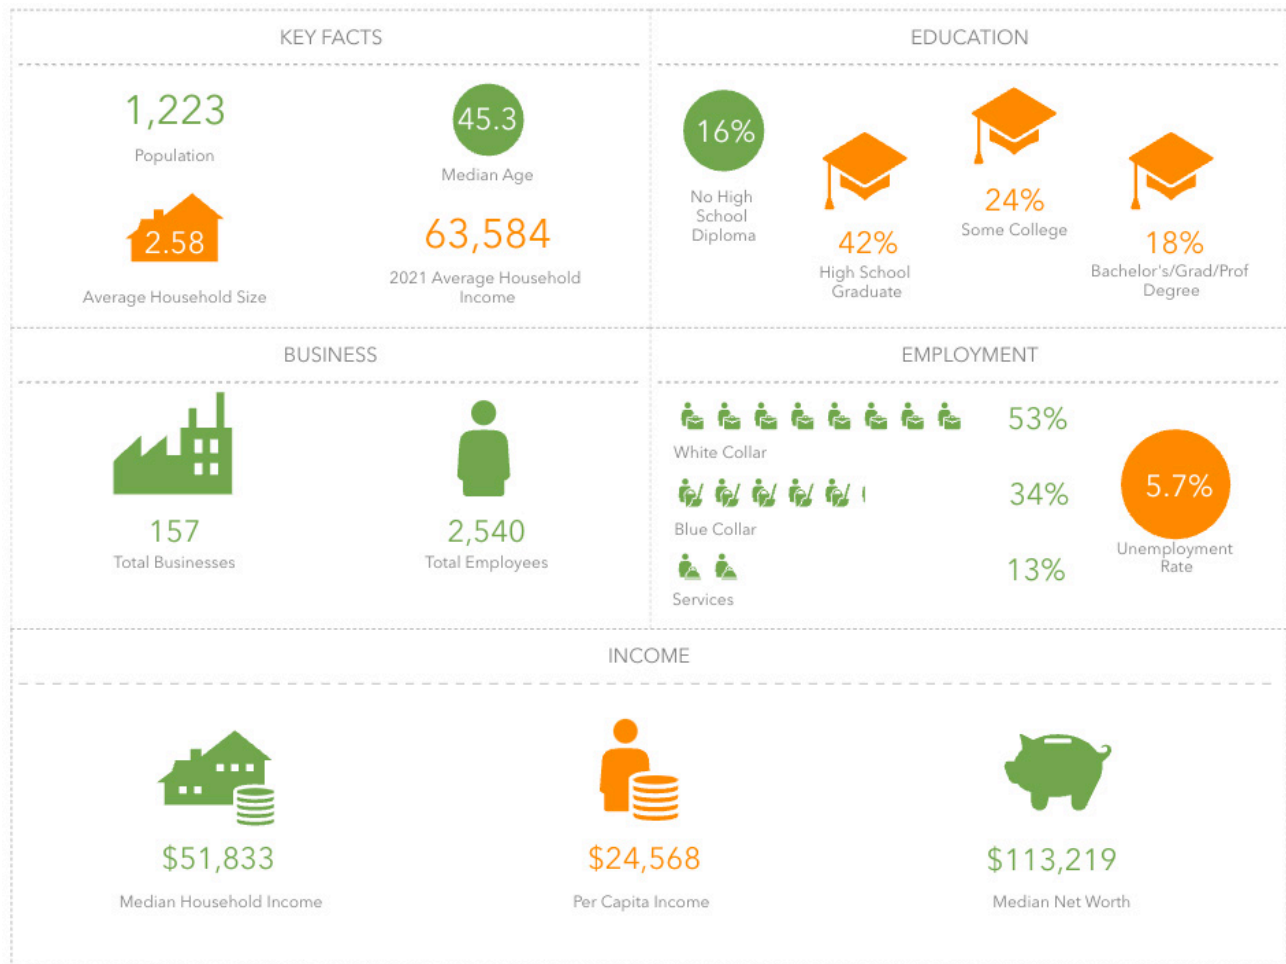 KEY FACTS
1,223
Population
45.3
Median Age
2.58
Average Household Size
63,584
2021 Average Household
Income
EDUCATION
16%
No High
School
Diploma
42%
High School
Graduate
24%
Some College
18%
Bachelor's/Grad/Prof
Degree
BUSINESS
157
Total Businesses
2,540
Total Employees
EMPLOYMENT
53%
White Collar
34%
Blue Collar
13%
Services
5.7%
Unemployment
Rate
INCOME
$51,833
Median Household Income
$24,568
Per Capita Income
$113,219
Median Net Worth